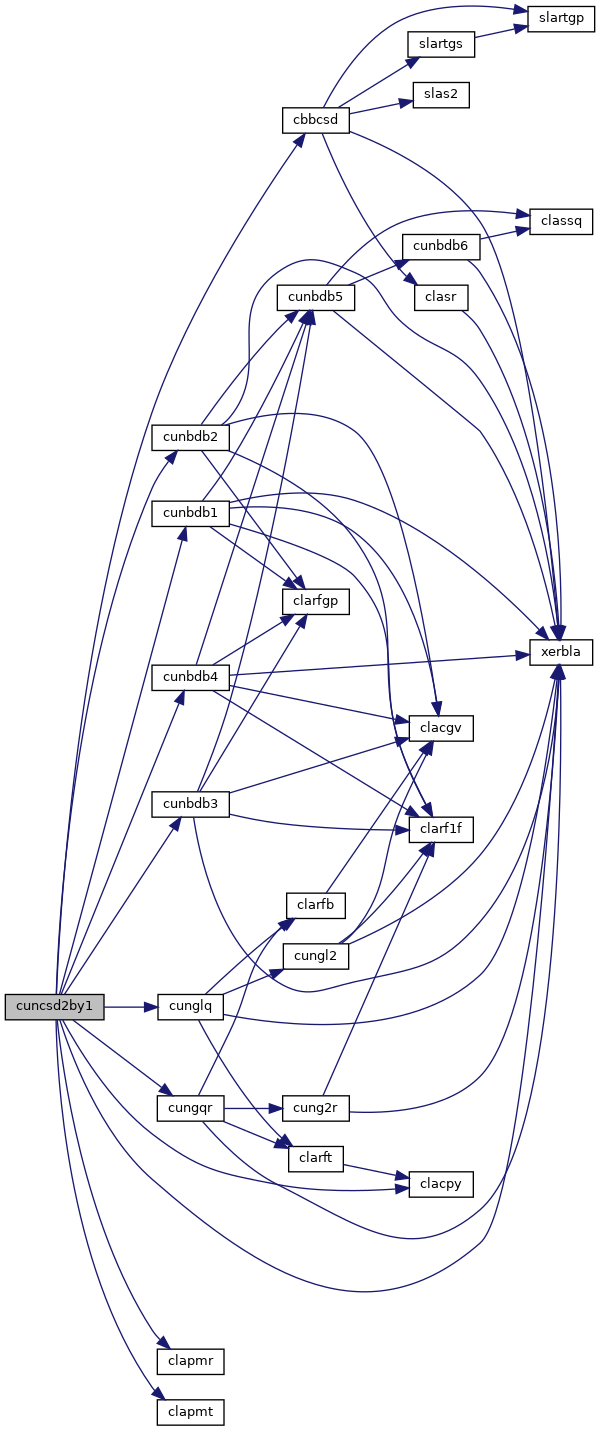 slartgp
slartgs
slas2
cbbcsd
classq
cunbdb6
cunbdb5
clasr
cunbdb2
cunbdb1
clarfgp
xerbla
cunbdb4
clacgv
cunbdb3
clarf1f
clarfb
cungl2
cuncsd2by1
cunglq
cungqr
cung2r
clarft
clacpy
clapmr
clapmt